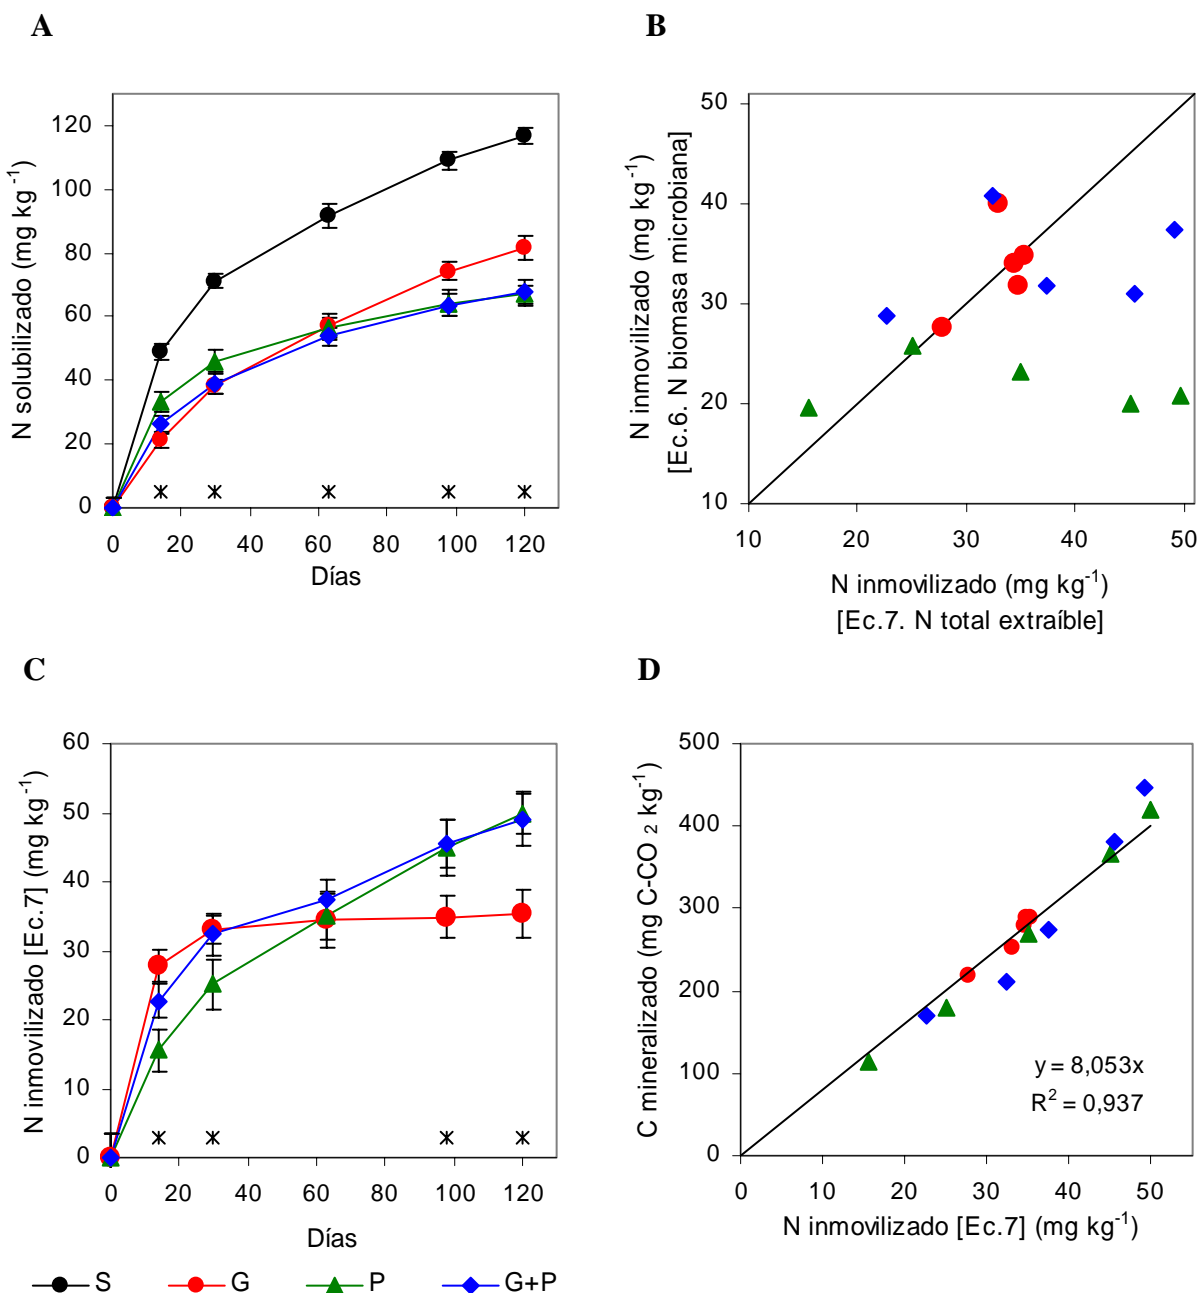 A
N solubilizado (mg kg-1)
120
100
80
60
40
20
0
0 20 40 60 80 100 120
Días
B
N inmovilizado (mg kg-1)
[Ec.6. N biomasa microbiana]
50
40
30
20
10
10 20 30 40 50
N inmovilizado (mg kg-1)
[Ec.7. N total extraíble]
C
N inmovilizado [Ec.7] (mg kg-1)
60
50
40
30
20
10
0
0 20 40 60 80 100 120
Días
D
C mineralizado (mg C-CO 2 kg-1)
500
400
300
200
100
0
y = 8,053x
R2 = 0,937
0 10 20 30 40 50
N inmovilizado [Ec.7] (mg kg-1)
S G P G+P